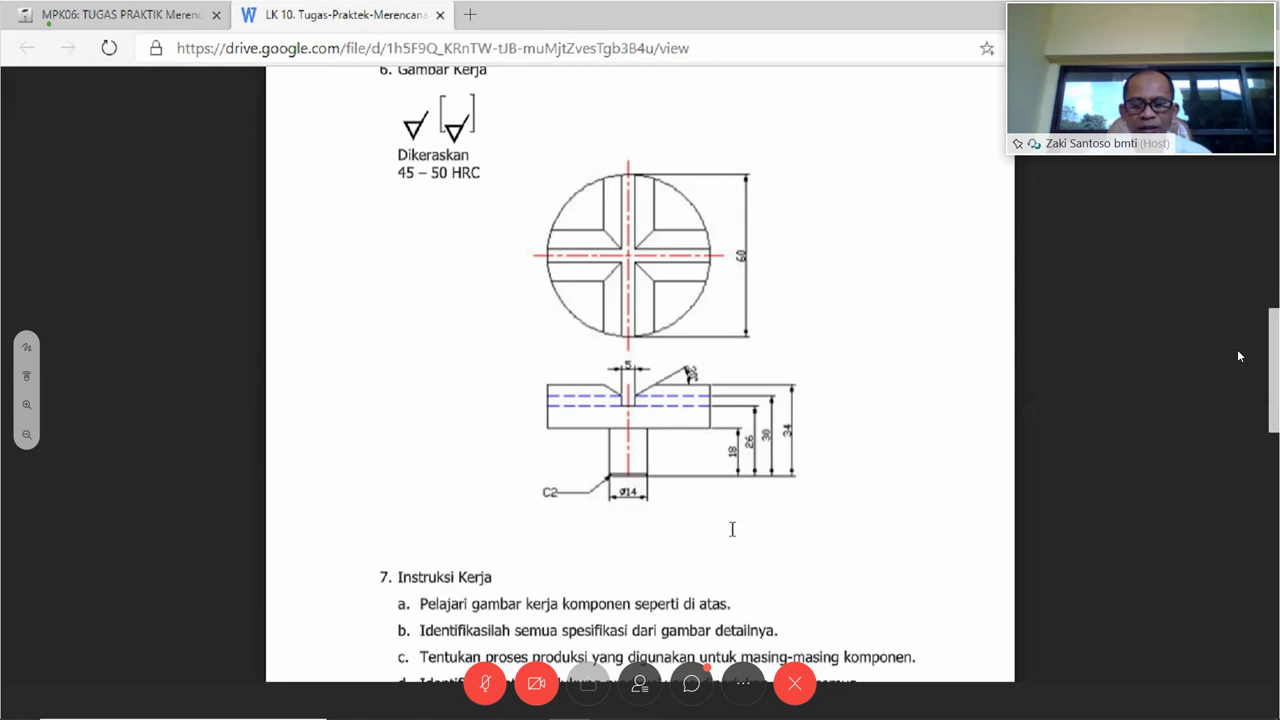 MPK06: TUGAS PRAKTIK Merenc
LK 10. Tugas-Praktek-Merencana
https://drive.google.com/file/d/1h5F9Q_KRnTW-tJB-muMjtZvesTgb3B4u/view
Zaki Santoso bmti (Host)
6. Gambar Kerja
Dikeraskan
45 – 50 HRC
60
5
18
26
30
34
C2
ø14
7. Instruksi Kerja
a. Pelajari gambar kerja komponen seperti di atas.
b. Identifikasilah semua spesifikasi dari gambar detailnya.
c. Tentukan proses produksi yang digunakan untuk masing-masing komponen.